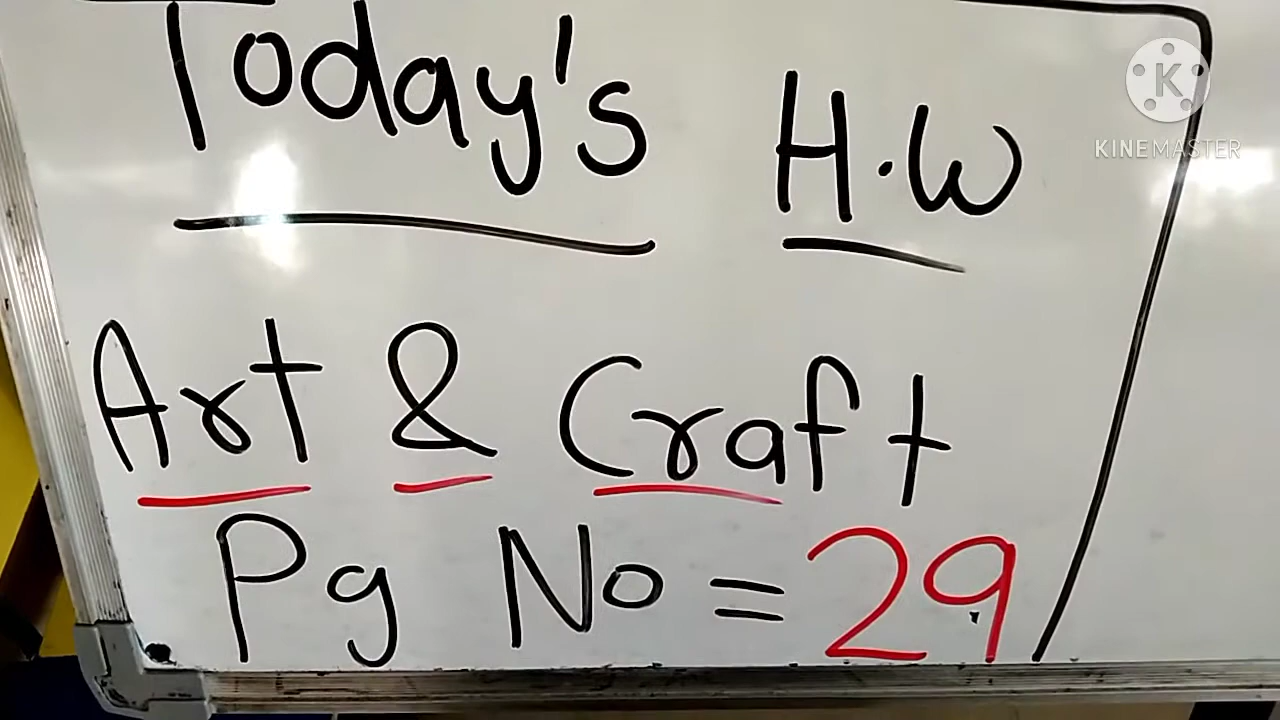 Today's H.W
K
KINEMASTER
Art & Craft
Pg No = 29